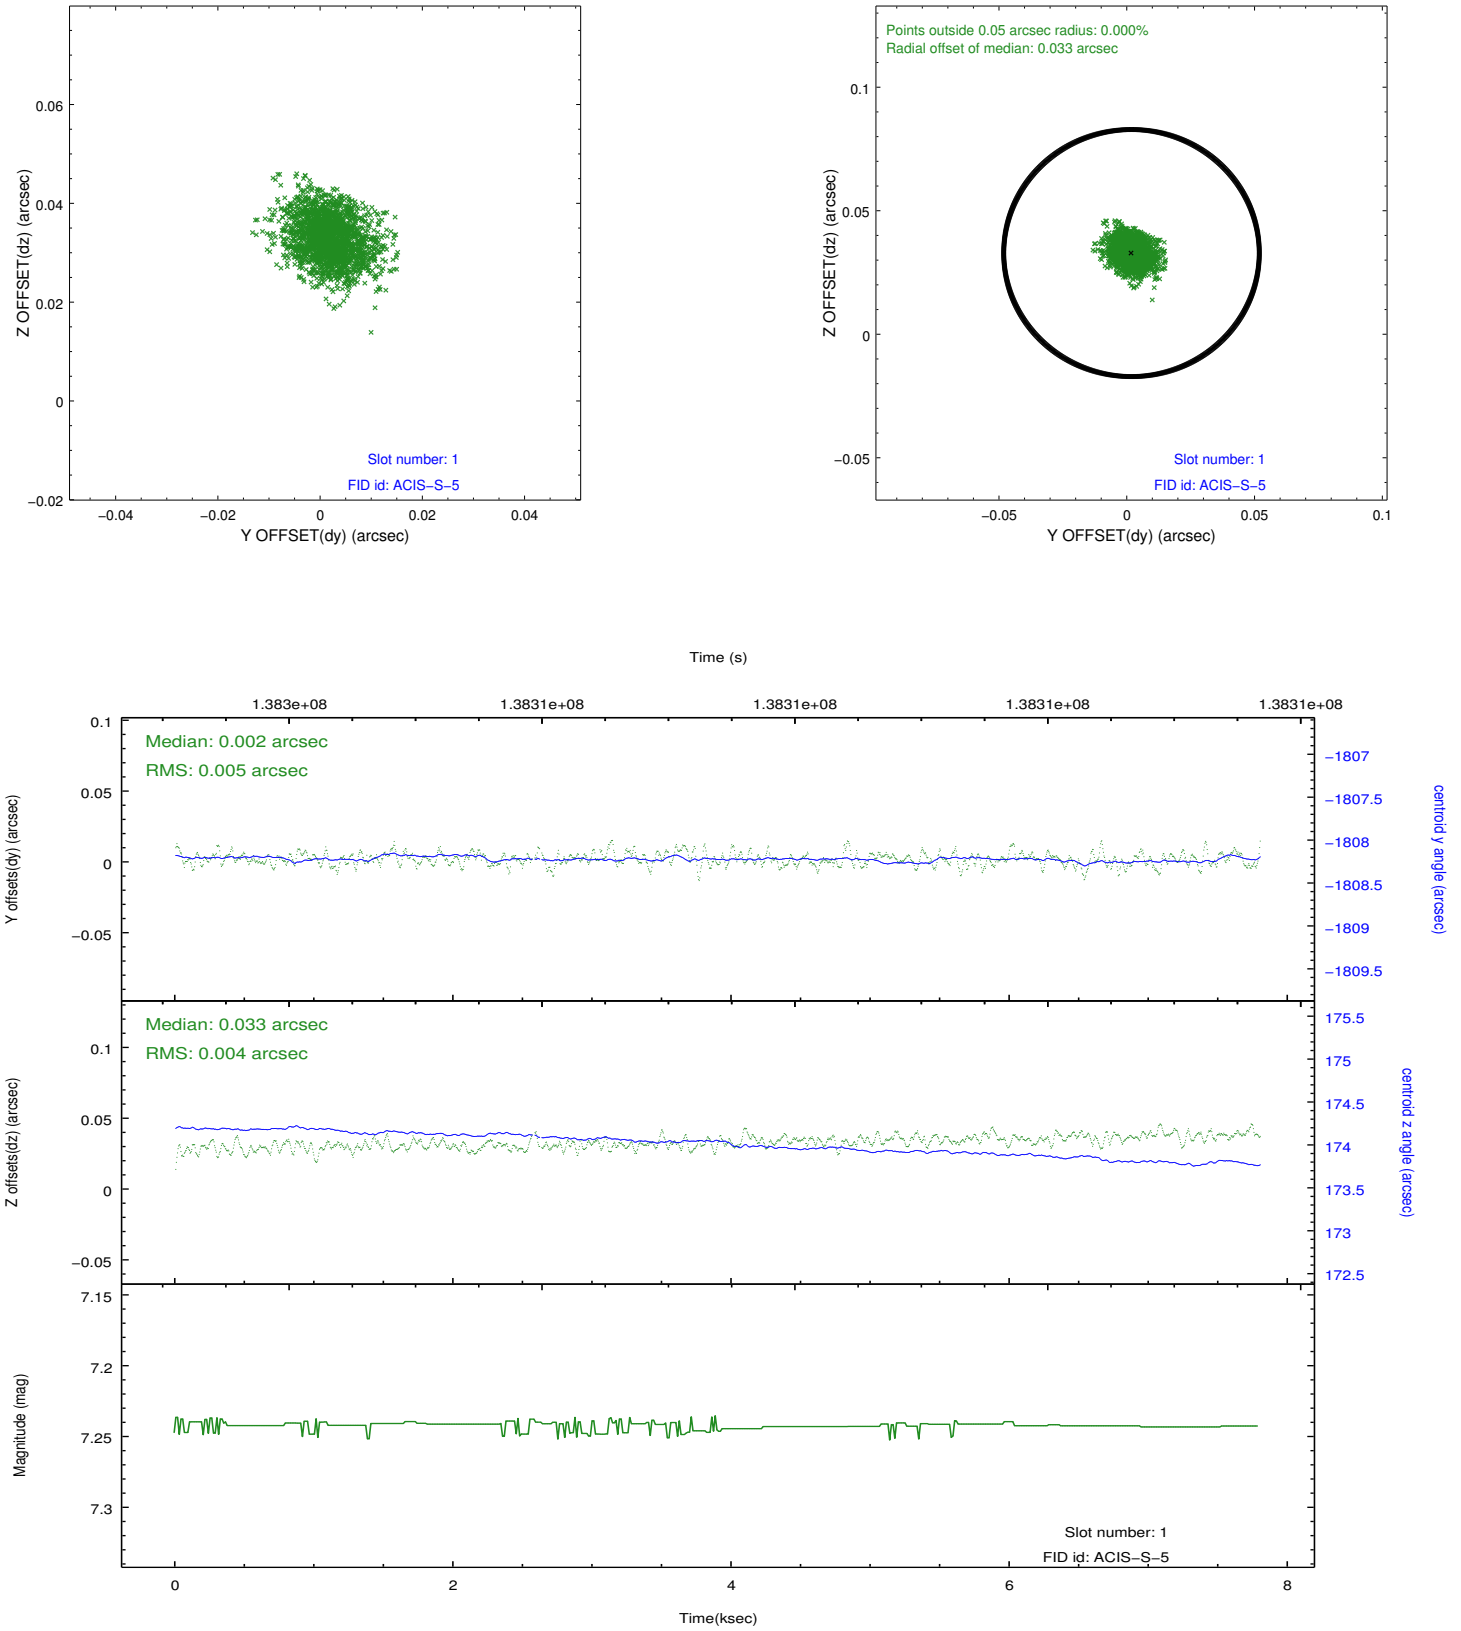 0.06
0.04
0.02
0
−0.02
Z OFFSET(dz) (arcsec)
Slot number: 1
FID id: ACIS−S−5
−0.04 −0.02 0 0.02 0.04
Y OFFSET(dy) (arcsec)
Points outside 0.05 arcsec radius: 0.000%
Radial offset of median: 0.033 arcsec
0.1
0.05
0
−0.05
Z OFFSET(dz) (arcsec)
Slot number: 1
FID id: ACIS−S−5
−0.05 0 0.05 0.1
Y OFFSET(dy) (arcsec)
Time (s)
1.383e+08 1.3831e+08 1.3831e+08 1.3831e+08 1.3831e+08
Median: 0.002 arcsec
RMS: 0.005 arcsec
0.1
0.05
0
−0.05
Y offsets(dy) (arcsec)
−1807
−1807.5
−1808
−1808.5
−1809
−1809.5
centroid y angle (arcsec)
Median: 0.033 arcsec
RMS: 0.004 arcsec
0.1
0.05
0
−0.05
Z offsets(dz) (arcsec)
175.5
175
174.5
174
173.5
173
172.5
centroid z angle (arcsec)
7.15
7.2
7.25
7.3
Magnitude (mag)
Slot number: 1
FID id: ACIS−S−5
0 2 4 6 8
Time(ksec)